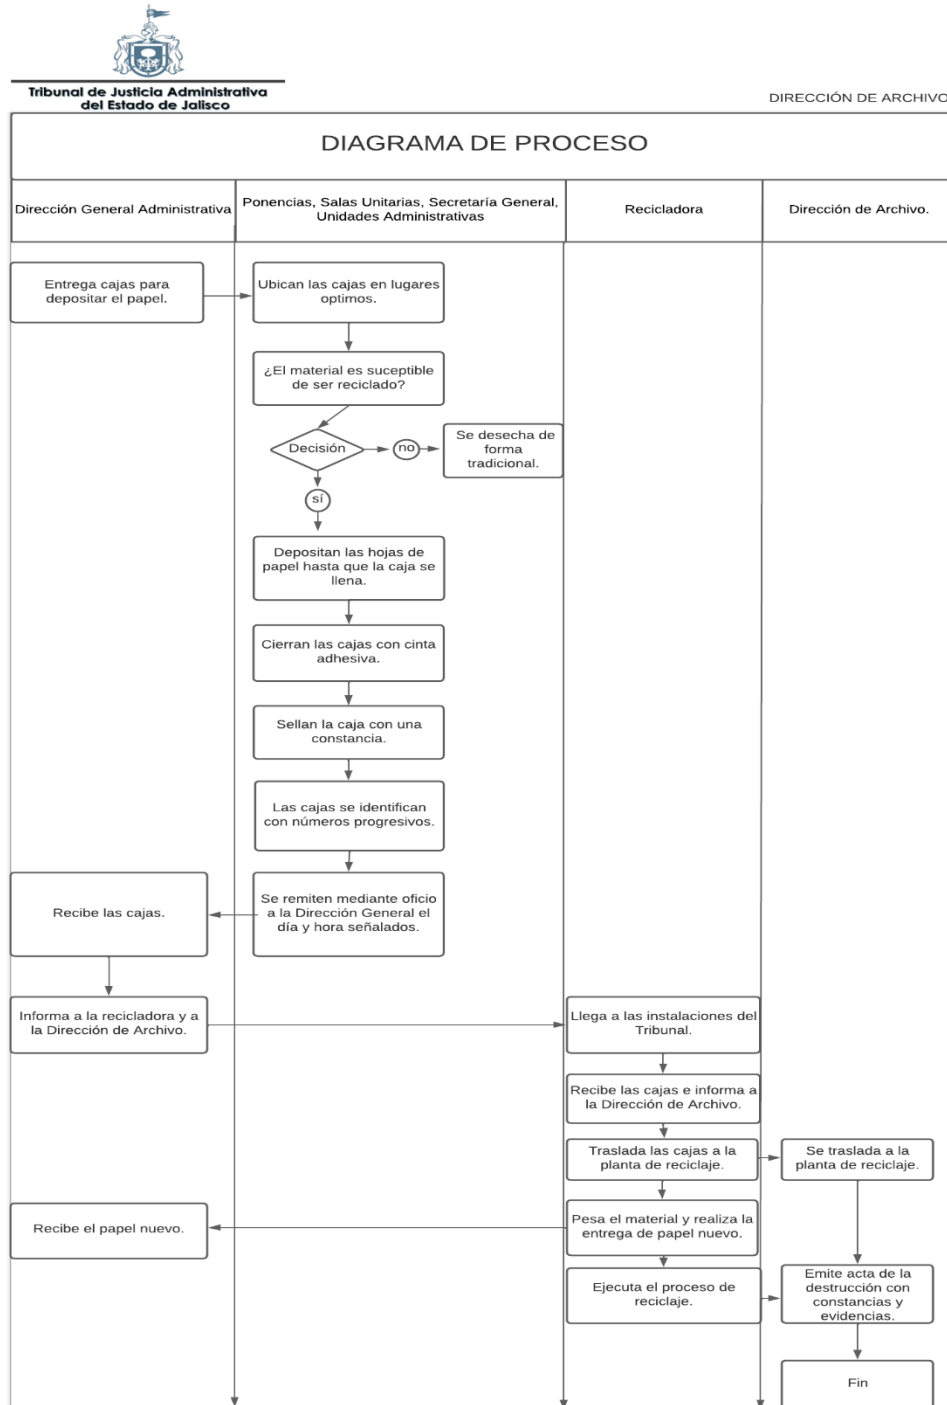 Tribunal de Justicia Administrativa
del Estado de Jalisco
DIRECCIÓN DE ARCHIVO
DIAGRAMA DE PROCESO
Dirección General Administrativa
Ponencias, Salas Unitarias, Secretaría General,
Unidades Administrativas
Recicladora
Dirección de Archivo.
Entrega cajas para
depositar el papel.
Ubican las cajas en lugares
optimos.
¿El material es suceptible
de ser reciclado?
Decisión
no
Se desecha de
forma
tradicional.
sí
Depositan las hojas de
papel hasta que la caja se
llena.
Cierran las cajas con cinta
adhesiva.
Sellan la caja con una
constancia.
Las cajas se identifican
con números progresivos.
Se remiten mediante oficio
a la Dirección General el
día y hora señalados.
Recibe las cajas.
Informa a la recicladora y a
la Dirección de Archivo.
Llega a las instalaciones del
Tribunal.
Recibe las cajas e informa a
la Dirección de Archivo.
Traslada las cajas a la
planta de reciclaje.
Se traslada a la
planta de reciclaje.
Pesa el material y realiza la
entrega de papel nuevo.
Recibe el papel nuevo.
Ejecuta el proceso de
reciclaje.
Emite acta de la
destrucción con
constancias y
evidencias.
Fin